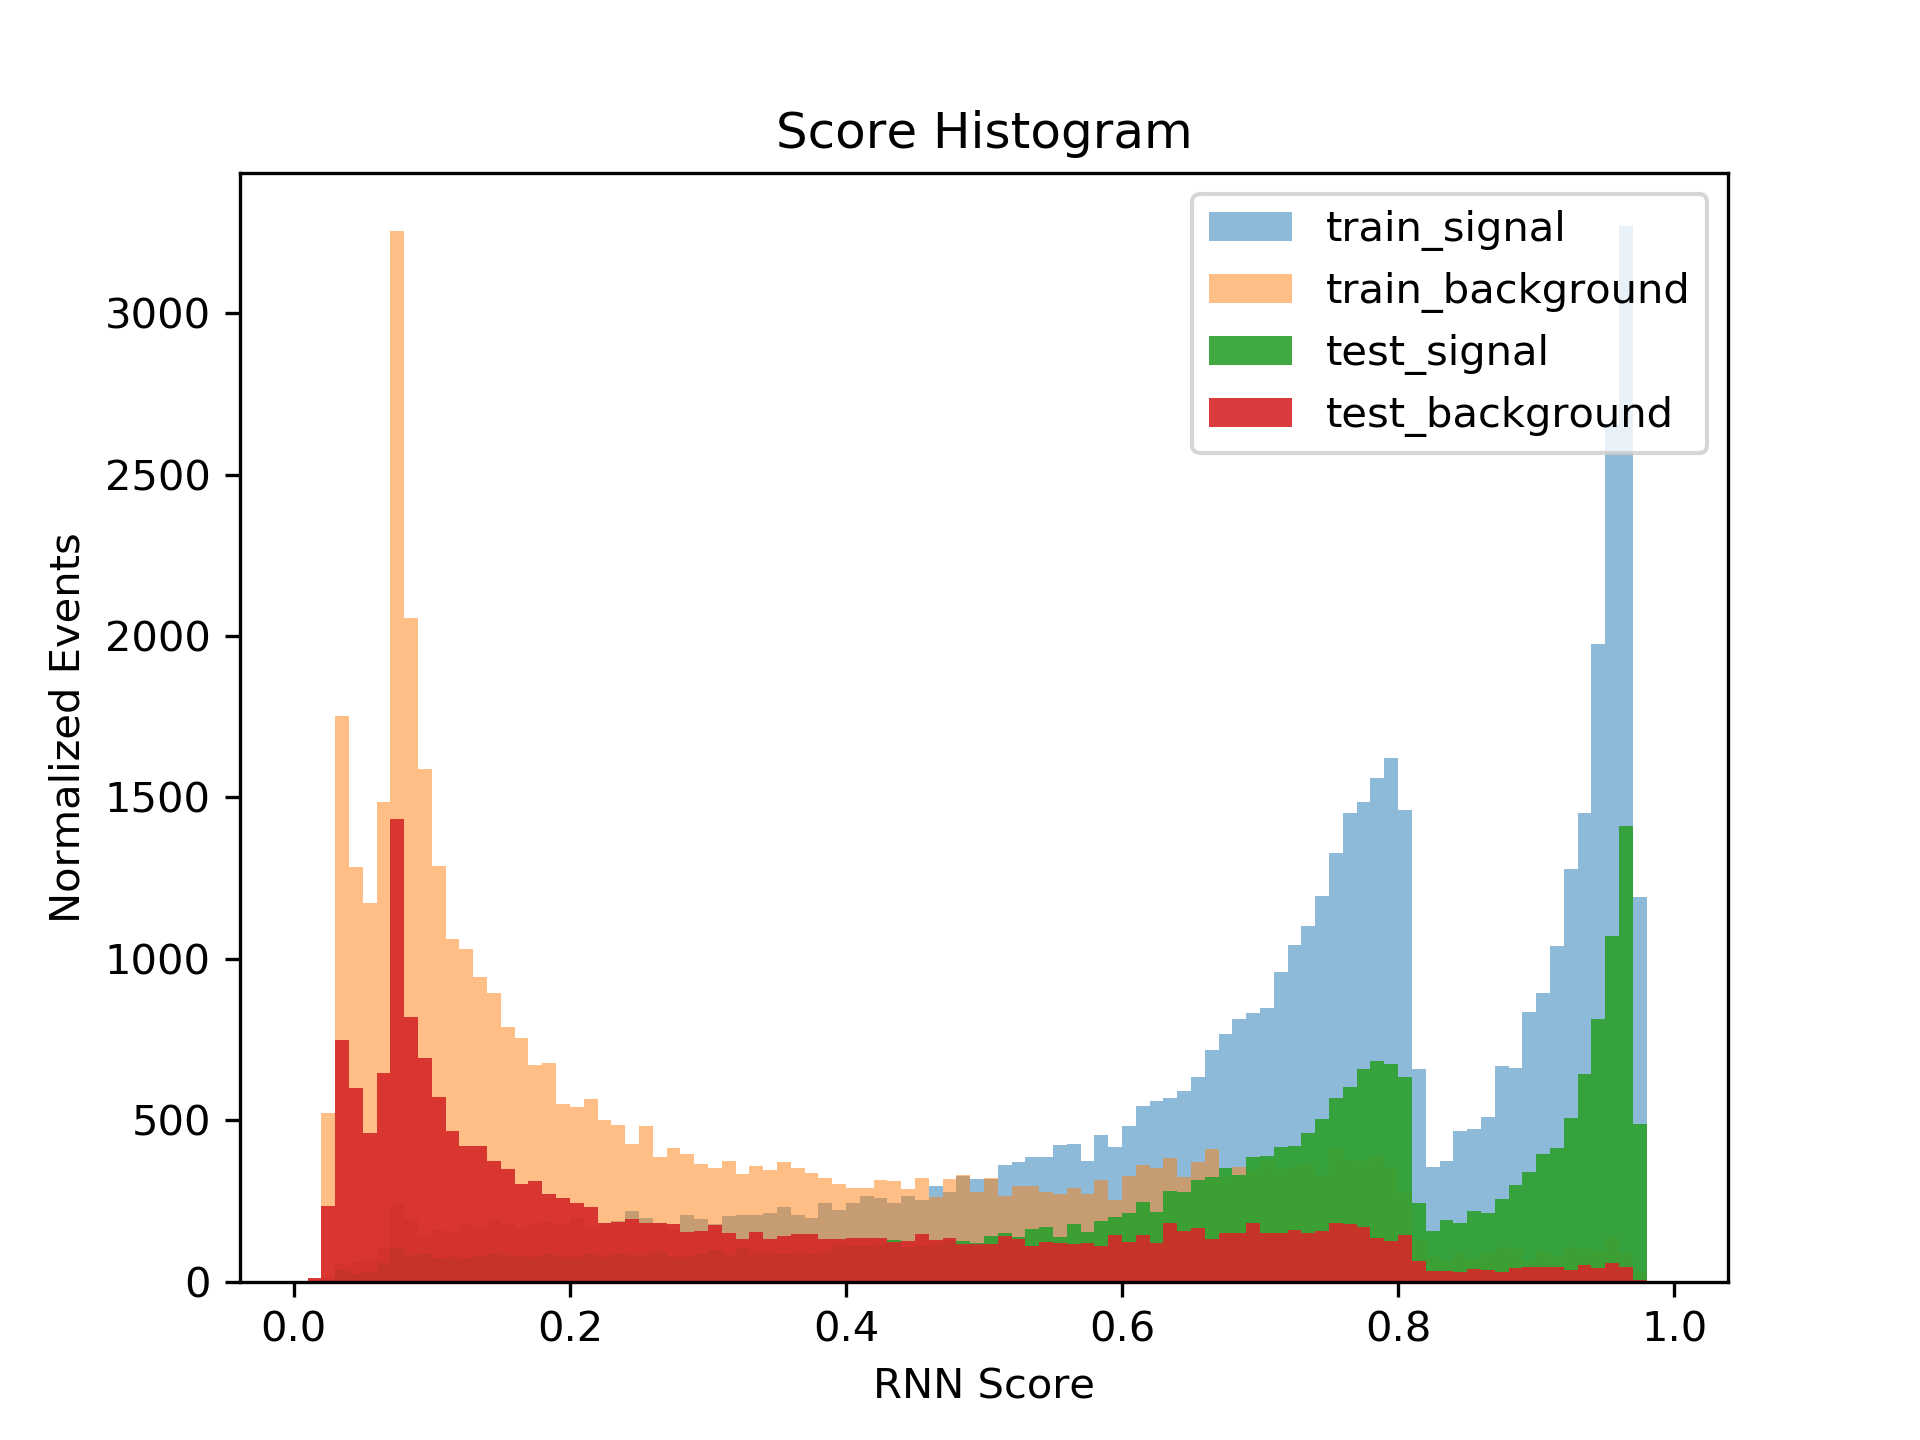 Score Histogram
train_signal
train_background
test_signal
test_background
3000
2500
2000
1500
1000
500
0
Normalized Events
0.0 0.2 0.4 0.6 0.8 1.0
RNN Score